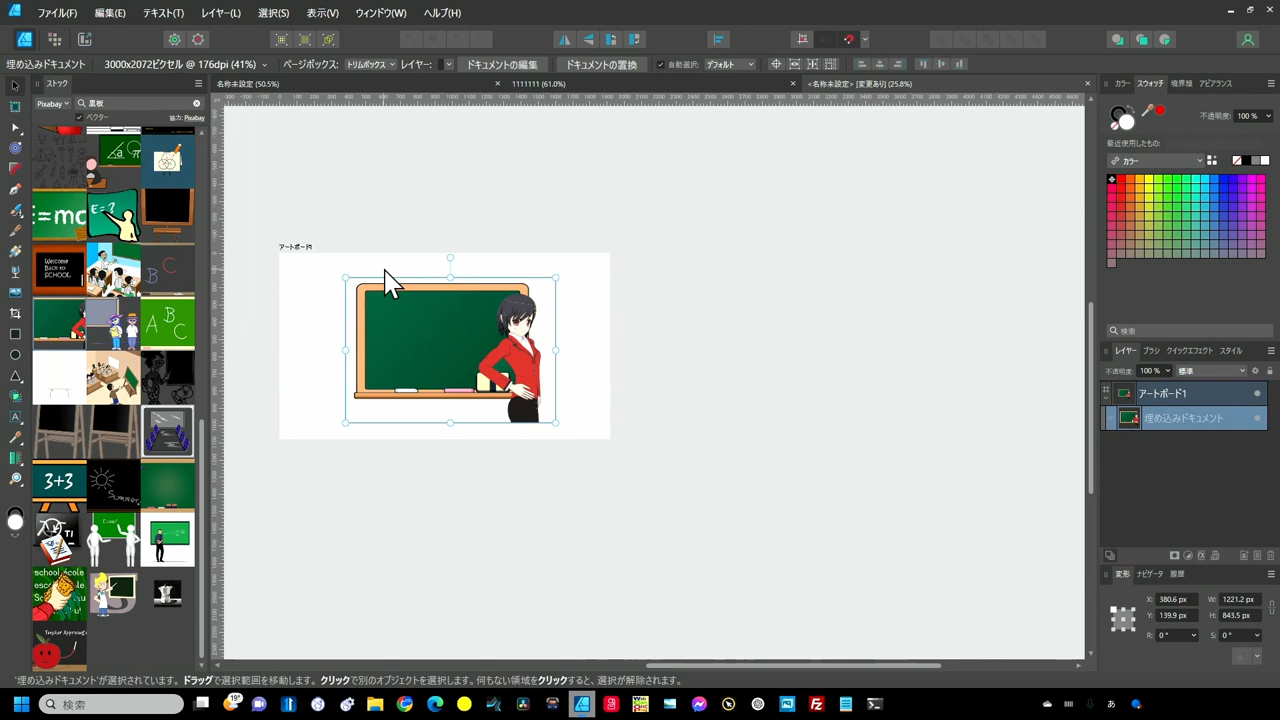 ファイル(F) 編集(E) テキスト(T) レイヤー(L) 選択(S) 表示(V) ウィンドウ(W) ヘルプ(H)
埋め込みドキュメント 3000x2072ピクセル @ 176dpi (41%) ページボックス: トリムボックス レイヤー: ドキュメントの編集 ドキュメントの置換 自動選択: デフォルト
ストック
Pixabay 黒板
ベクター 協力: Pixabay
<名称未設定> (50.5%) 1111111 (61.0%) <名称未設定> [変更あり] (25.8%)
E=mc
E=?
Welcome
Back to
SCHOOL
B C
A B C
3+3
Summer
アートボード1
カラー スウォッチ 境界線 アピアランス
不透明度: 100 %
最近使用したもの:
カラー
検索
レイヤー ブラシ クイックエフェクト スタイル
不透明度: 100 % 標準
アートボード1
埋め込みドキュメント
変形 ナビゲータ 履歴
X: 380.6 px W: 1221.2 px
Y: 139.9 px H: 843.5 px
R: 0 ° S: 0 °
'埋め込みドキュメント'が選択されています。 ドラッグで選択範囲を移動します。 クリックで別のオブジェクトを選択します。何もない領域をクリックすると、選択が解除されます。
検索
19°
あ